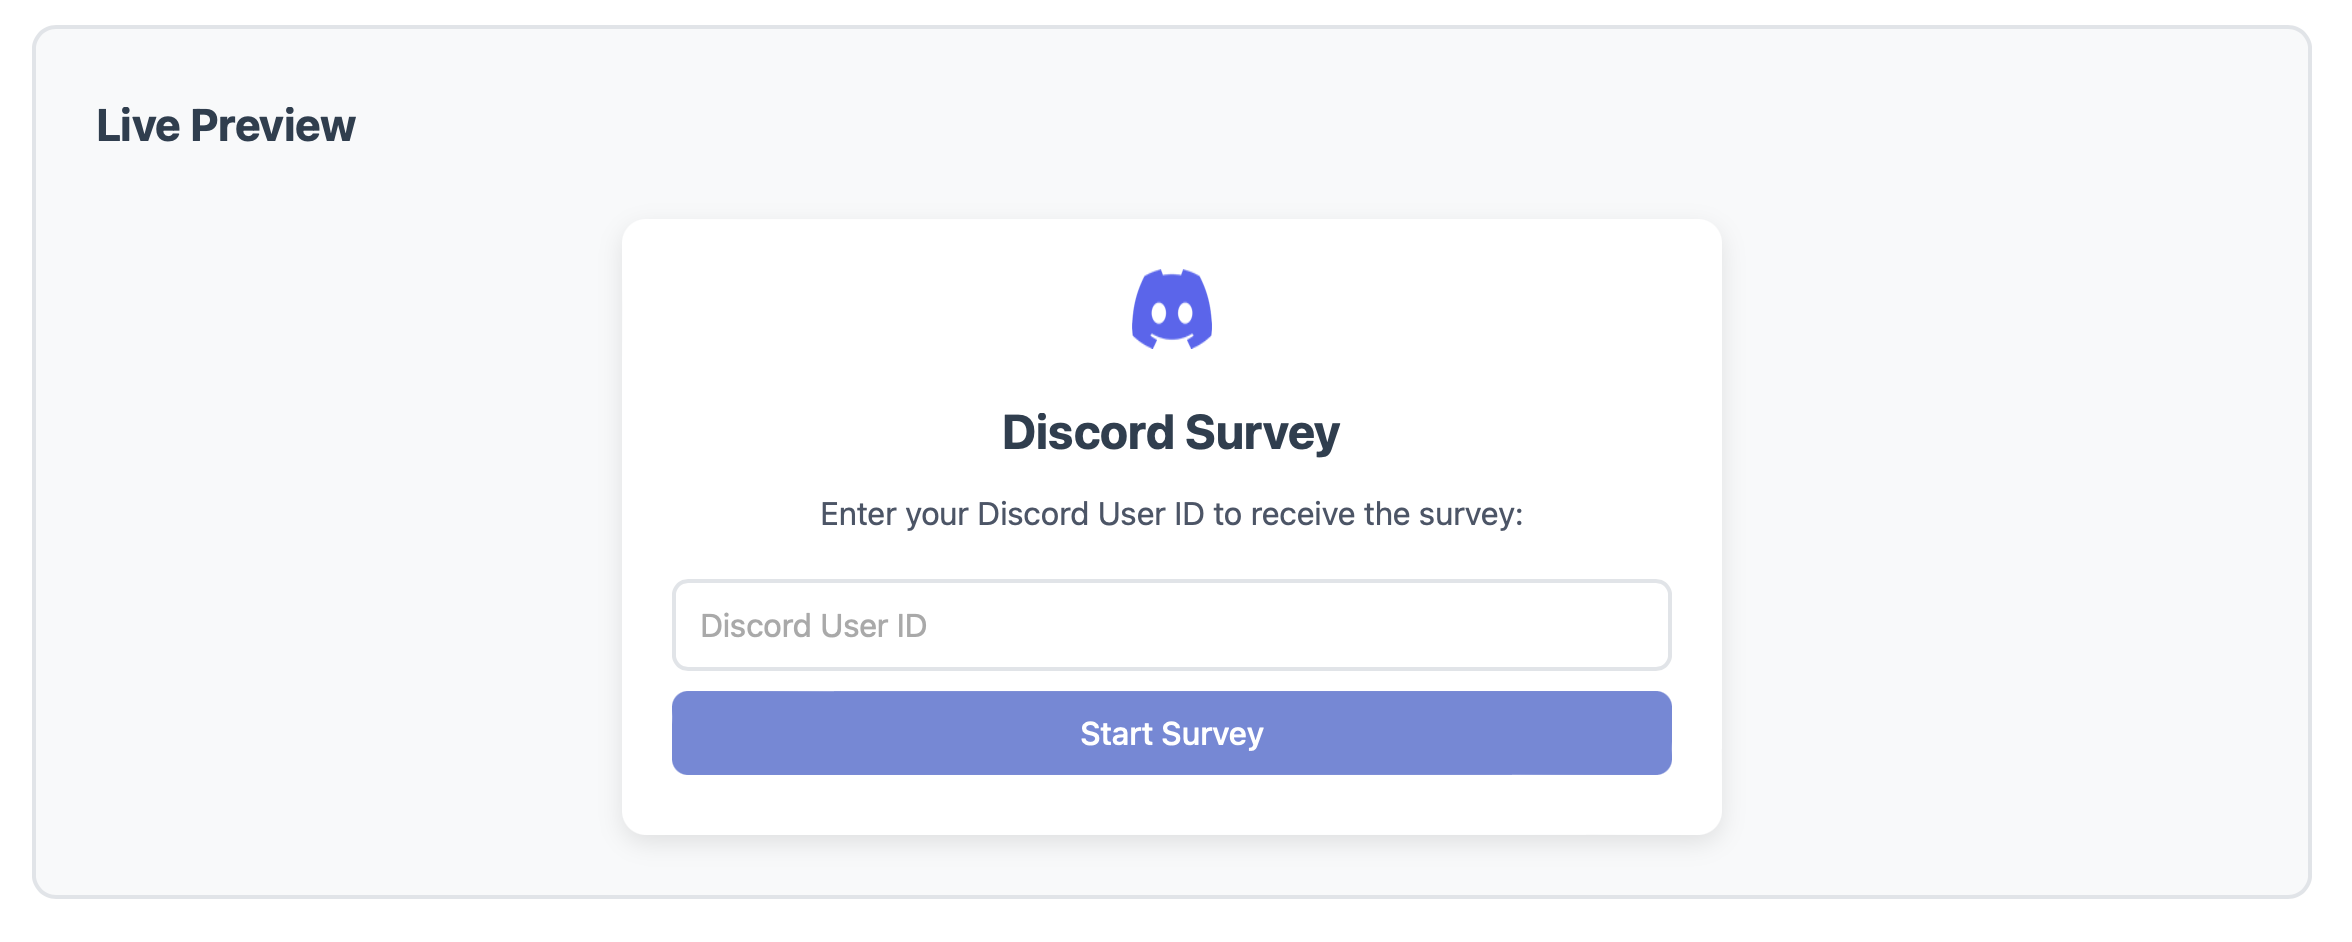 Live Preview
Discord Survey
Enter your Discord User ID to receive the survey:
Discord User ID
Start Survey